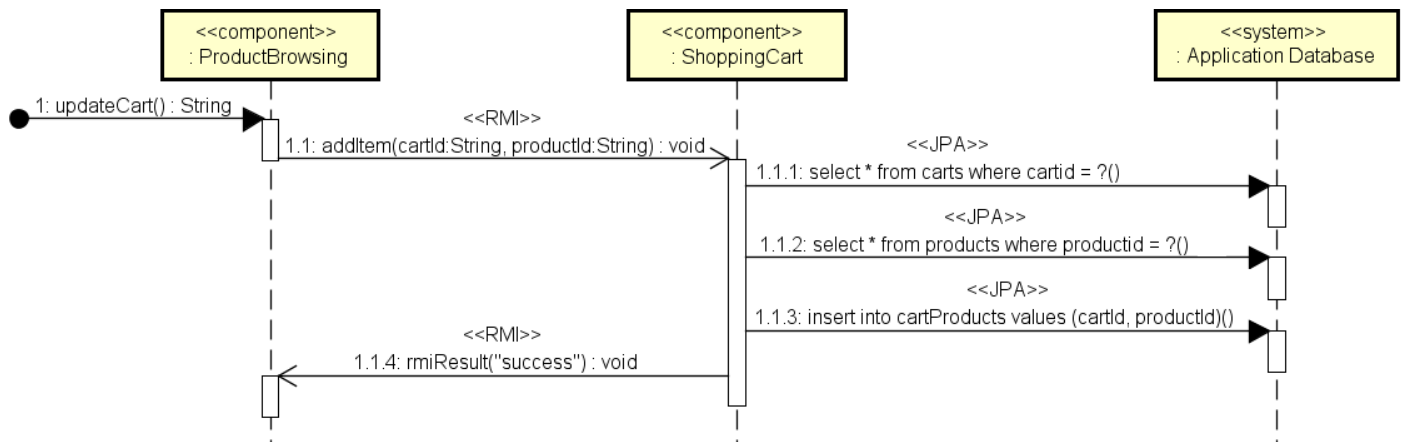 <<component>>
: ProductBrowsing
<<component>>
: ShoppingCart
<<system>>
: Application Database
1: updateCart() : String
<<RMI>>
1.1: addItem(cartId:String, productId:String) : void
<<JPA>>
1.1.1: select * from carts where cartid = ?()
<<JPA>>
1.1.2: select * from products where productid = ?()
<<JPA>>
1.1.3: insert into cartProducts values (cartId, productId)()
<<RMI>>
1.1.4: rmiResult("success") : void